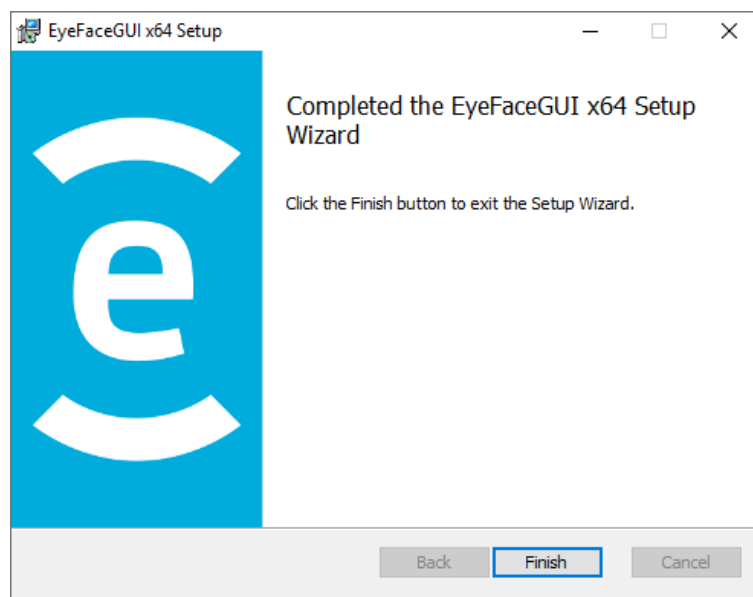 EyeFaceGUI x64 Setup
Completed the EyeFaceGUI x64 Setup
Wizard
Click the Finish button to exit the Setup Wizard.
e
Back
Finish
Cancel